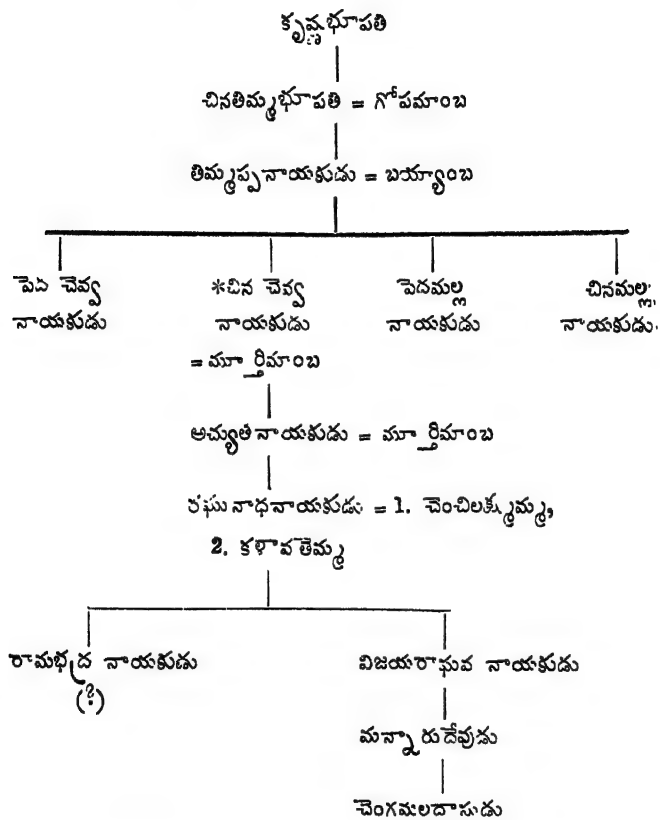 కృష్ణభూపతి
చినతిమ్మభూపతి = గోపమాంబ
తిమ్మప్పనాయకుడు = బయ్యాంబ
పెద చెవ్వ *చిన చెవ్వ పెదమల్ల చినమల్ల
నాయకుడు నాయకుడు నాయకుడు నాయకుడు
= మూర్తిమాంబ
అచ్యుతనాయకుడు = మూర్తిమాంబ
రఘునాధనాయకుడు = 1. చెంచిలక్ష్మమ్మ,
2. కళావతెమ్మ
రామభద్ర నాయకుడు విజయరాఘవ నాయకుడు
(?)
మన్నారుదేవుడు
చెంగమలదాసుడు